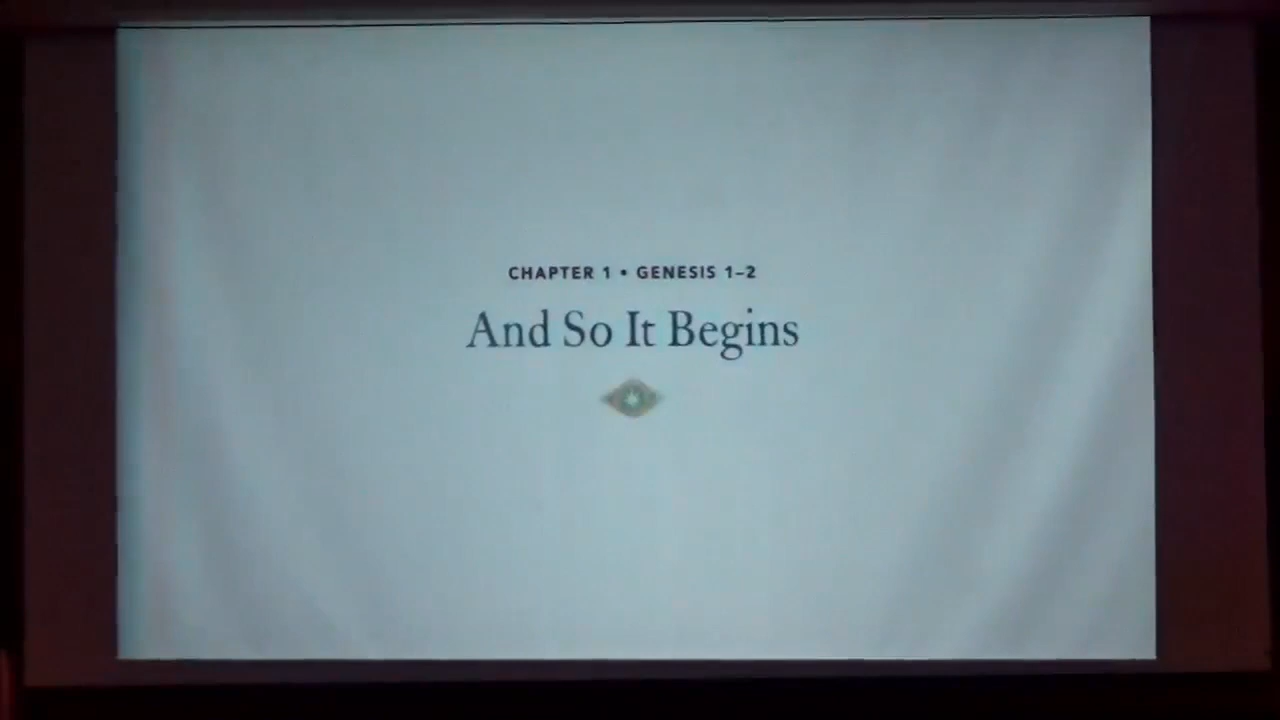 CHAPTER 1 • GENESIS 1–2
And So It Begins